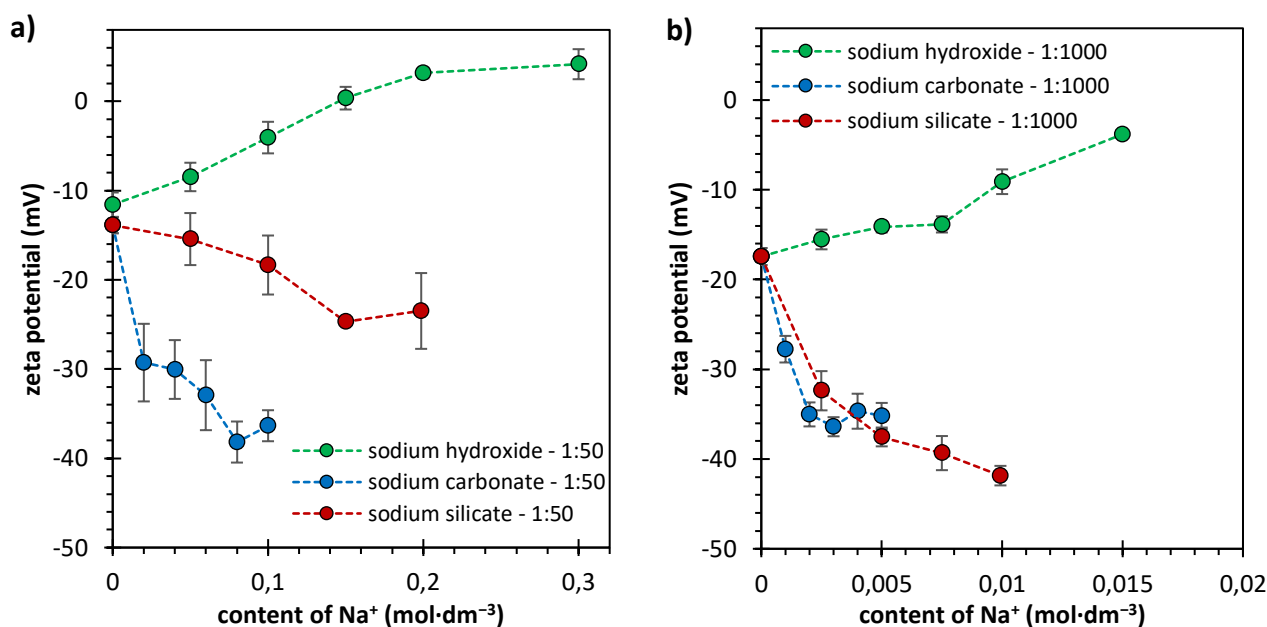 a)
zeta potential (mV)
0
-10
-20
-30
-40
-50
sodium hydroxide - 1:50
sodium carbonate - 1:50
sodium silicate - 1:50
0
0,1
0,2
0,3
content of Na⁺ (mol·dm⁻³)
b)
zeta potential (mV)
0
-10
-20
-30
-40
-50
sodium hydroxide - 1:1000
sodium carbonate - 1:1000
sodium silicate - 1:1000
0
0,005
0,01
0,015
0,02
content of Na⁺ (mol·dm⁻³)